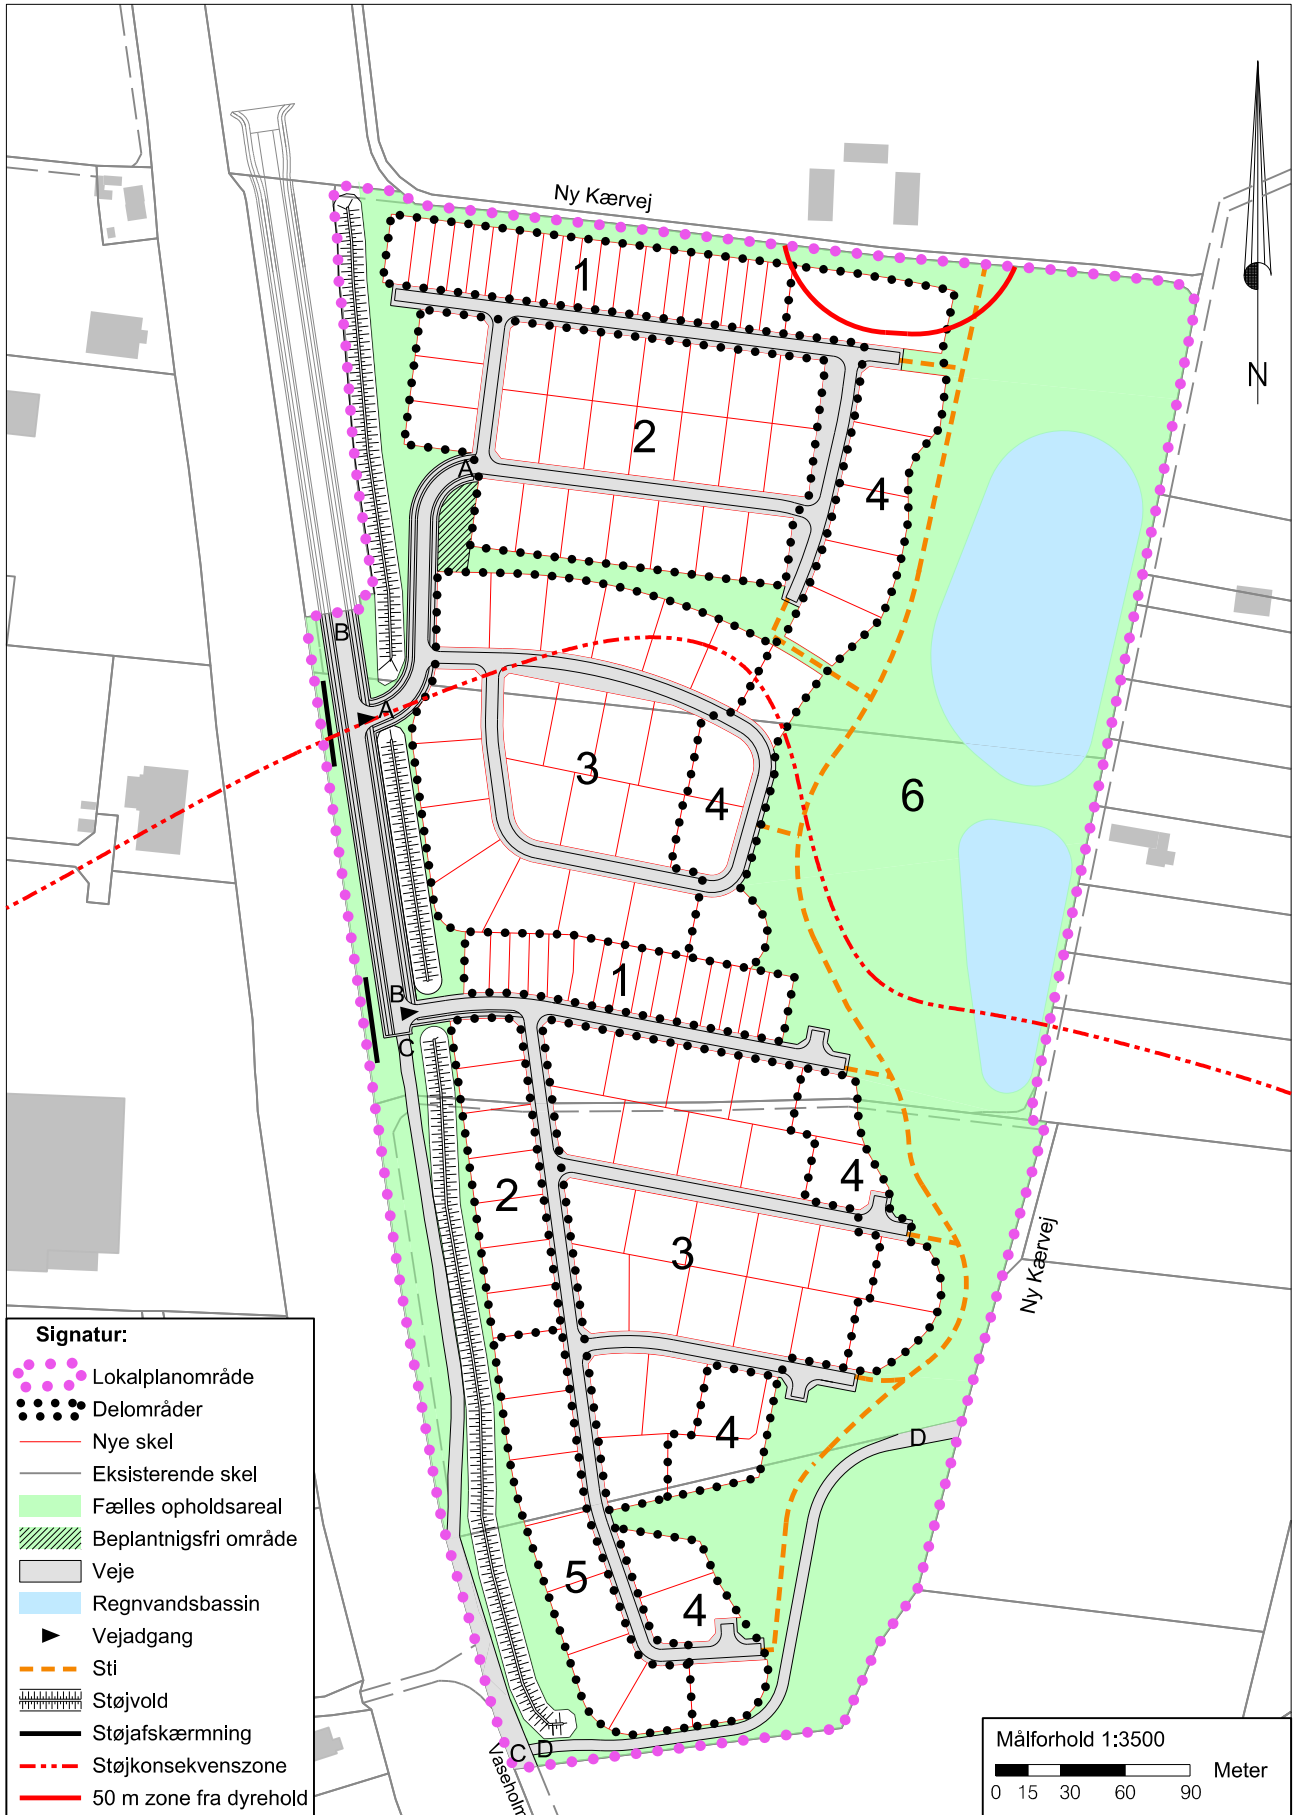 Ny Kærvej
1
N
2
A
4
B
A
3
4
6
1
B
C
2
4
3
Ny Kærvej
4
D
5
4
C
D
Vaseholm
Signatur:
Lokalplanområde
Delområder
Nye skel
Eksisterende skel
Fælles opholdsareal
Beplantnigsfri område
Veje
Regnvandsbassin
Vejadgang
Sti
Støjvold
Støjafskærmning
Støjkonsekvenszone
50 m zone fra dyrehold
Målforhold 1:3500
Meter
0 15 30 60 90